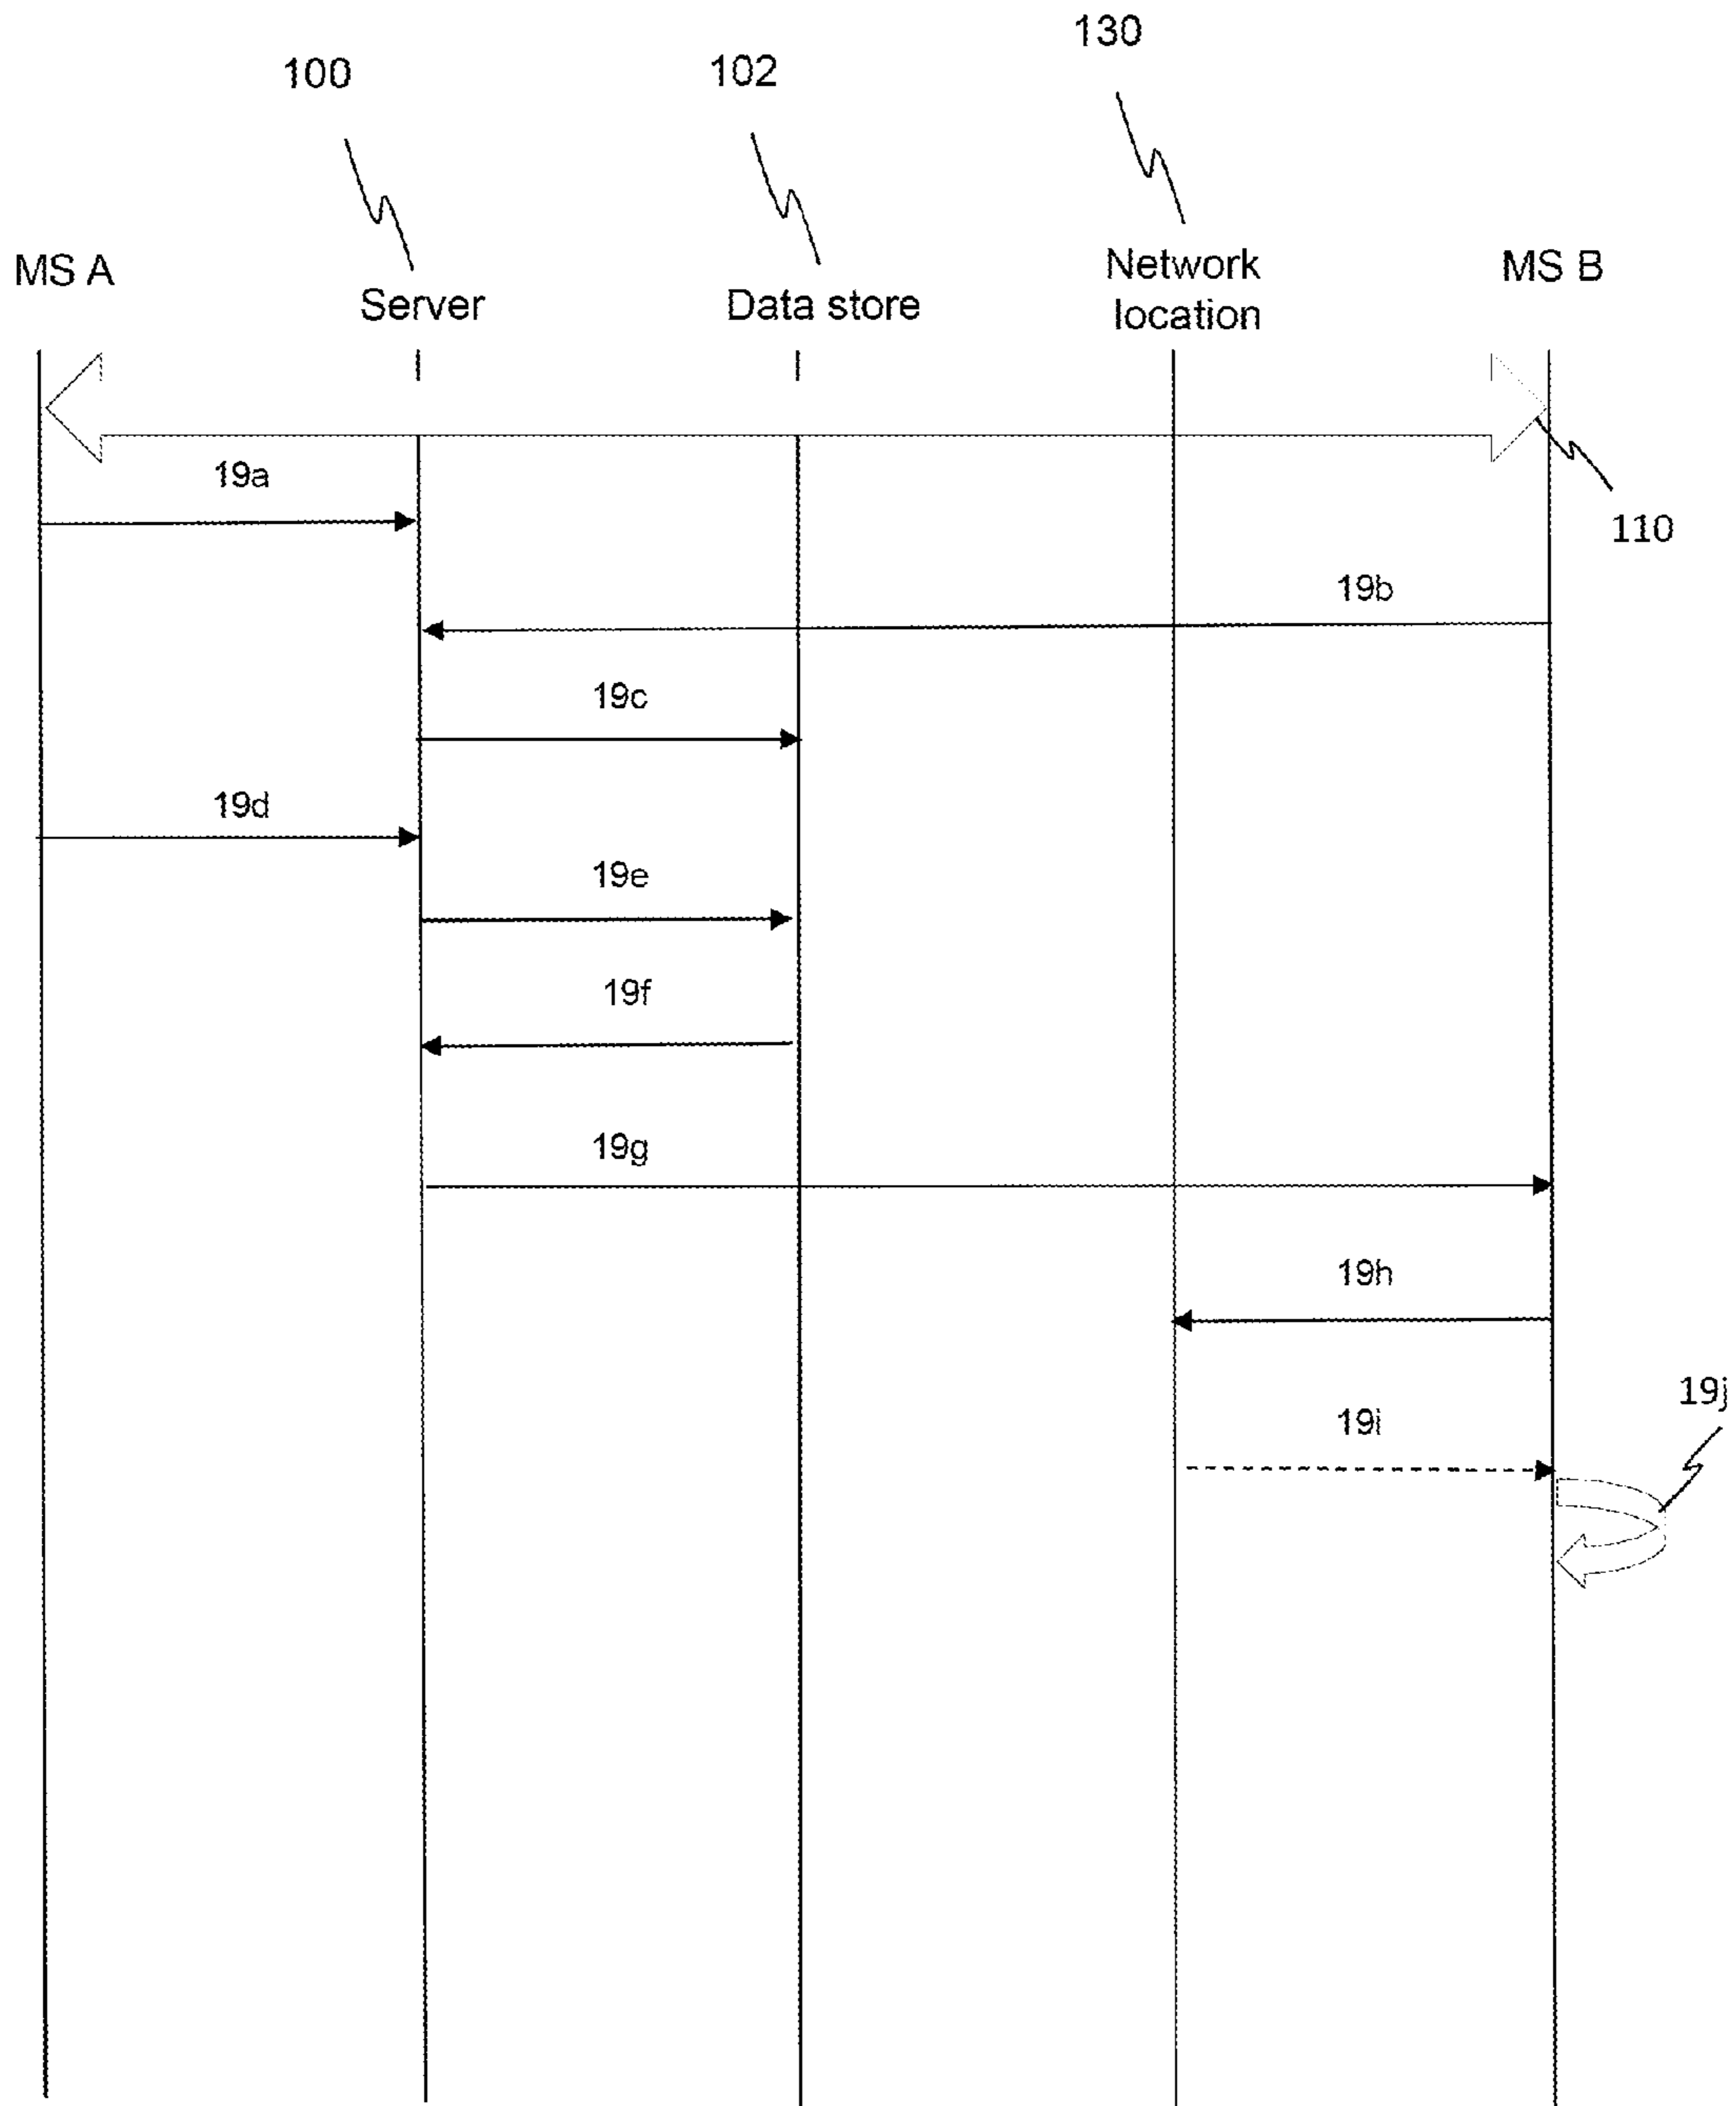 130
100
102
MS A
Server
Data store
Network
location
MS B
19a
110
19b
19c
19d
19e
19f
19g
19h
19j
19i